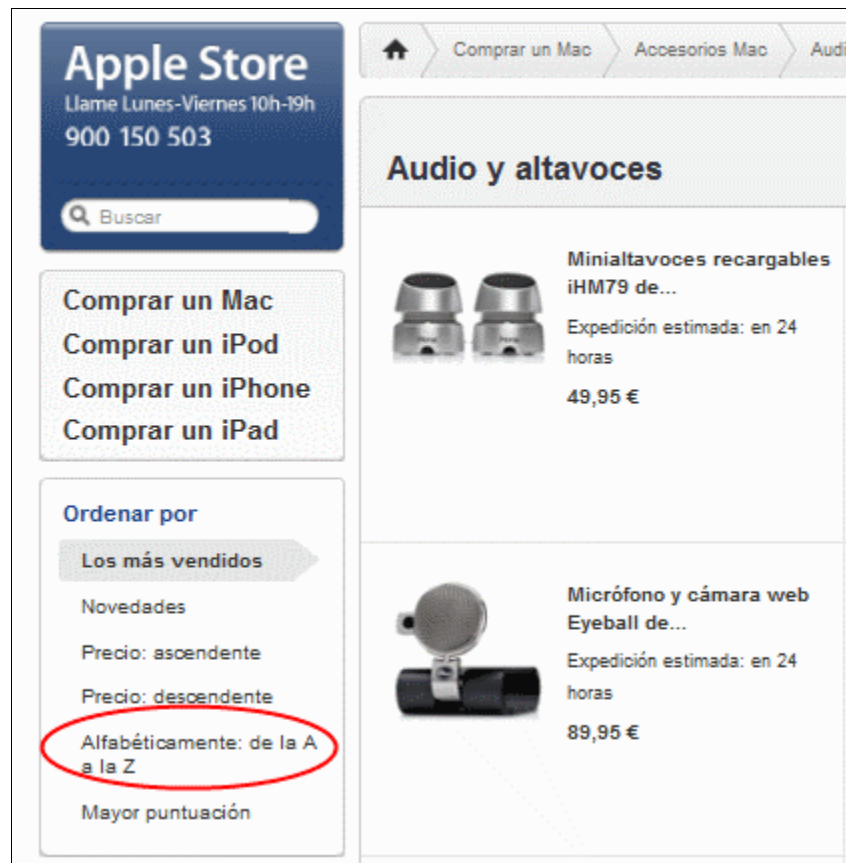 Apple Store
Llame Lunes-Viernes 10h-19h
900 150 503
Buscar
Comprar un Mac
Comprar un iPod
Comprar un iPhone
Comprar un iPad
Ordenar por
Los más vendidos
Novedades
Precio: ascendente
Precio: descendente
Alfabéticamente: de la A
a la Z
Mayor puntuación
Comprar un Mac
Accesorios Mac
Audi
Audio y altavoces
Minialtavoces recargables
iHM79 de...
Expedición estimada: en 24
horas
49,95 €
Micrófono y cámara web
Eyeball de...
Expedición estimada: en 24
horas
89,95 €